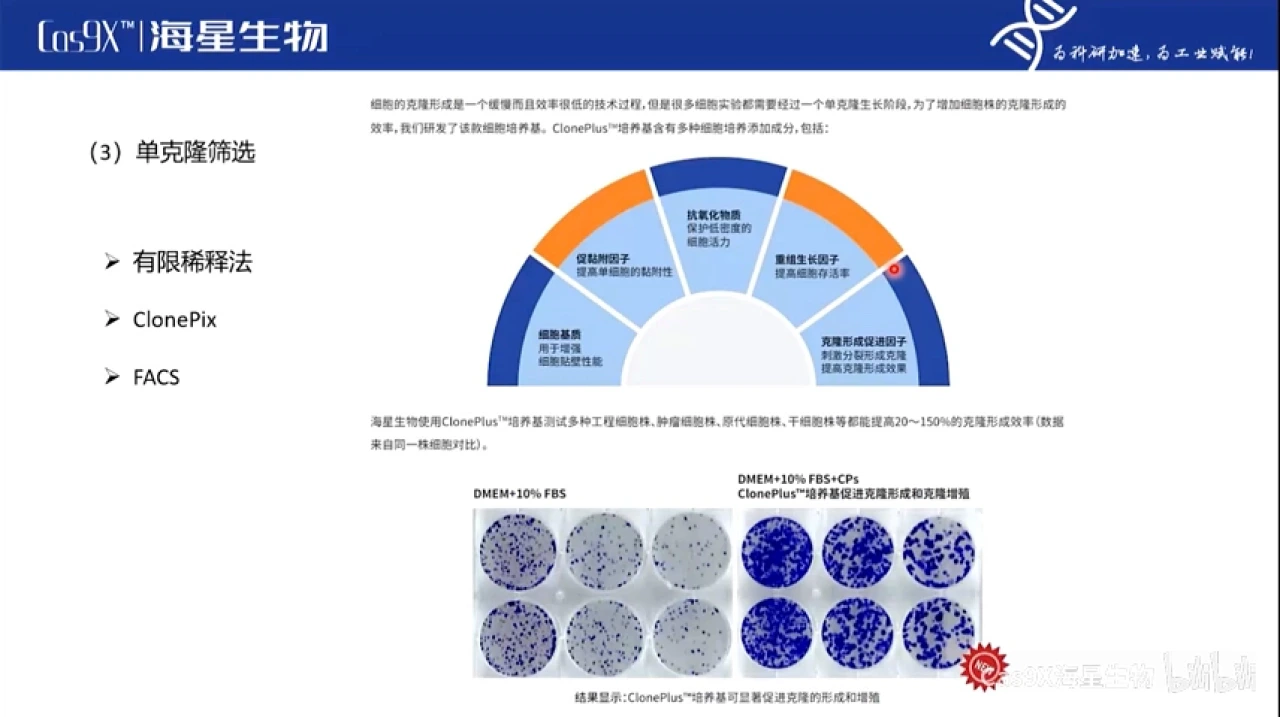 Cas9X™|海星生物
为科研加速,为工业赋能!
(3) 单克隆筛选
➢ 有限稀释法
➢ ClonePix
➢ FACS
细胞的克隆形成是一个缓慢而且效率很低的技术过程,但是很多细胞实验都需要经过一个单克隆生长阶段,为了增加细胞株的克隆形成的
效率,我们研发了该款细胞培养基。ClonePlus™培养基含有多种细胞培养添加成分,包括:
细胞基质
用于增强
细胞贴壁性能
促黏附因子
提高单细胞的黏附性
抗氧化物质
保护低密度的
细胞活力
重组生长因子
提高细胞存活率
克隆形成促进因子
刺激分裂形成克隆
提高克隆形成效果
海星生物使用ClonePlus™培养基测试多种工程细胞株、肿瘤细胞株、原代细胞株、干细胞株等都能提高20～150%的克隆形成效率(数据
来自同一株细胞对比)。
DMEM+10% FBS
DMEM+10% FBS+CPs
ClonePlus™培养基促进克隆形成和克隆增殖
NEW
Cas9X海星生物 bilibili
结果显示:ClonePlus™培养基可显著促进克隆的形成和增殖